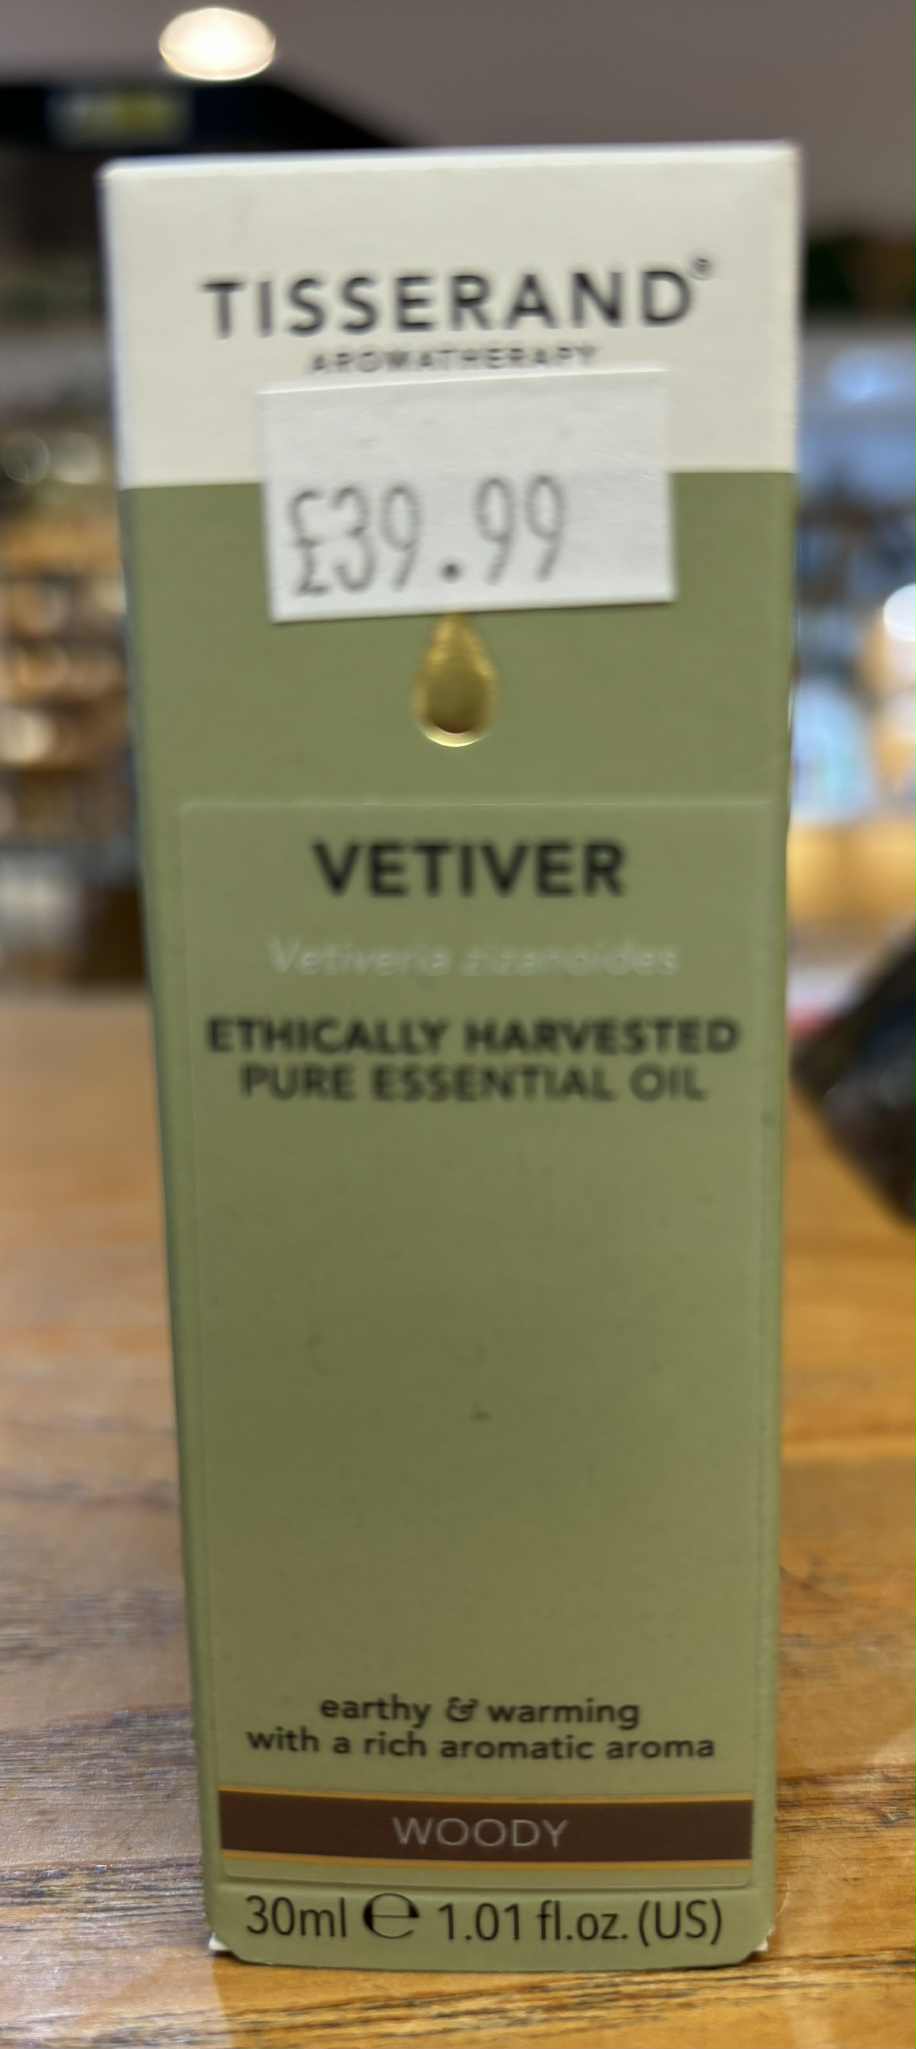 TISSERAND®
AROMATHERAPY
£39.99
VETIVER
Vetiveria zizanoides
ETHICALLY HARVESTED
PURE ESSENTIAL OIL
earthy & warming
with a rich aromatic aroma
WOODY
30ml ℮ 1.01 fl.oz. (US)